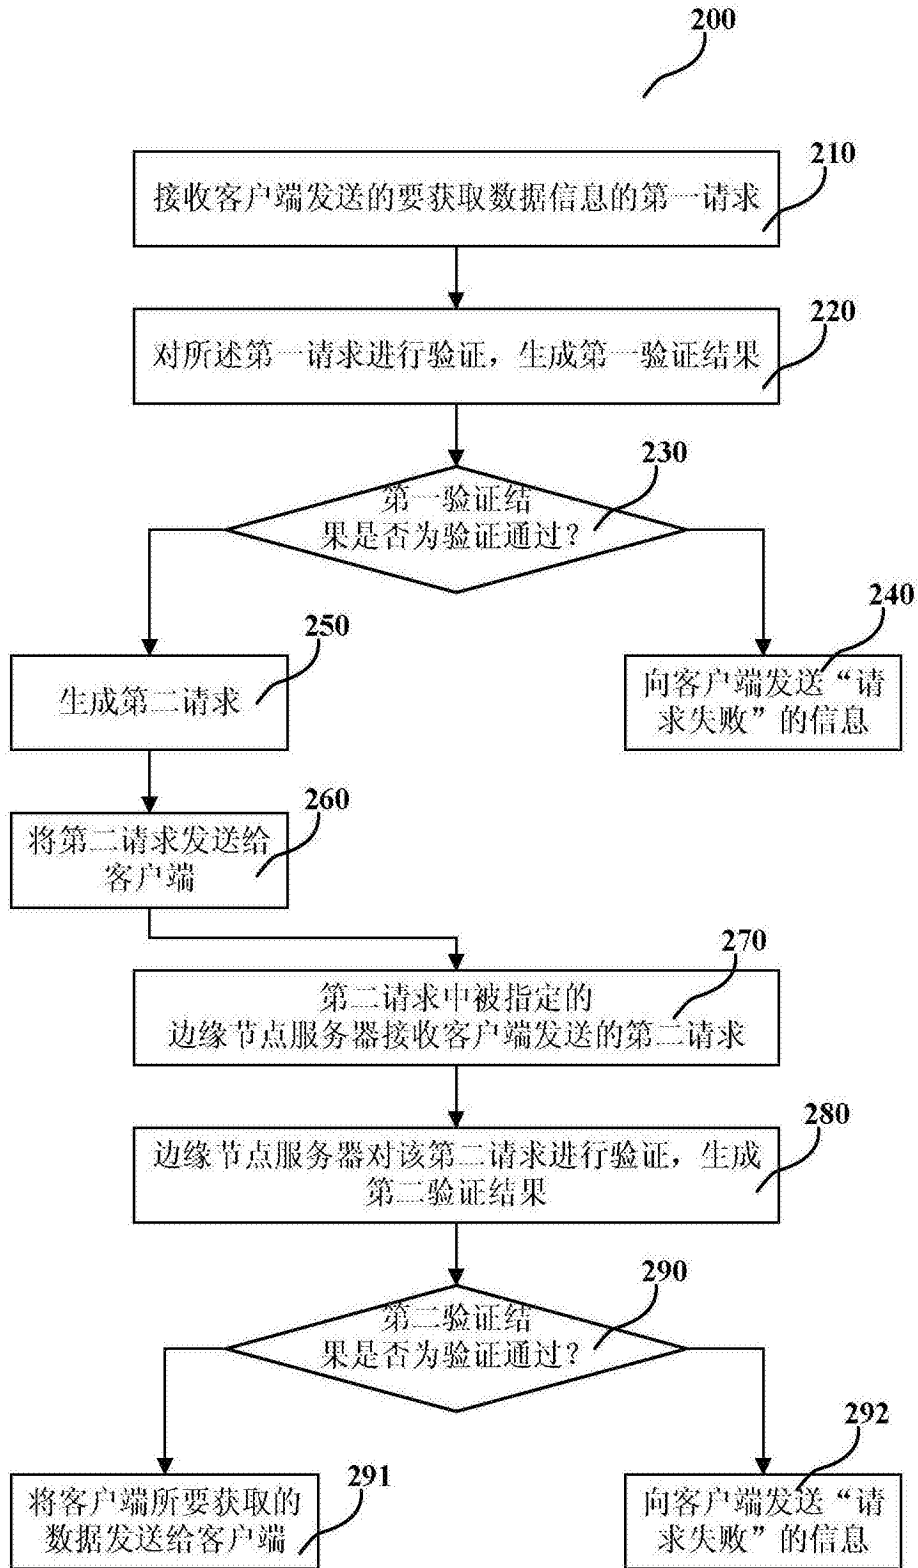 200
210
接收客户端发送的要获取数据信息的第一请求
220
对所述第一请求进行验证，生成第一验证结果
230
第一验证结
果是否为验证通过？
240
向客户端发送“请
求失败”的信息
250
生成第二请求
260
将第二请求发送给
客户端
270
第二请求中被指定的
边缘节点服务器接收客户端发送的第二请求
280
边缘节点服务器对该第二请求进行验证，生成
第二验证结果
290
第二验证结
果是否为验证通过？
291
将客户端所要获取的
数据发送给客户端
292
向客户端发送“请
求失败”的信息